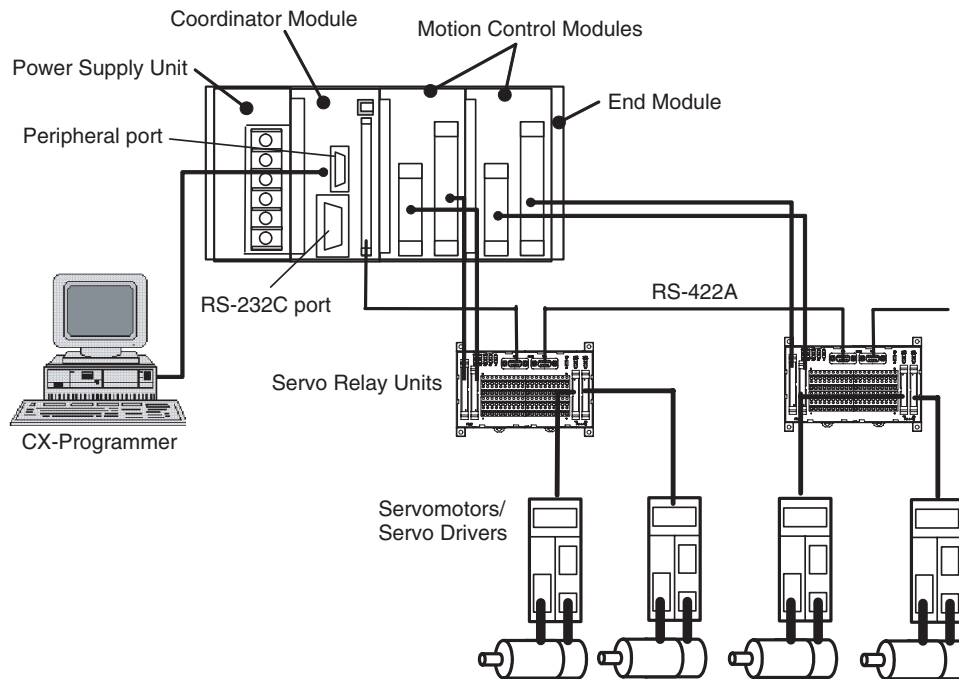 Coordinator Module
Motion Control Modules
Power Supply Unit
End Module
Peripheral port
RS-232C port
RS-422A
Servo Relay Units
CX-Programmer
Servomotors/
Servo Drivers